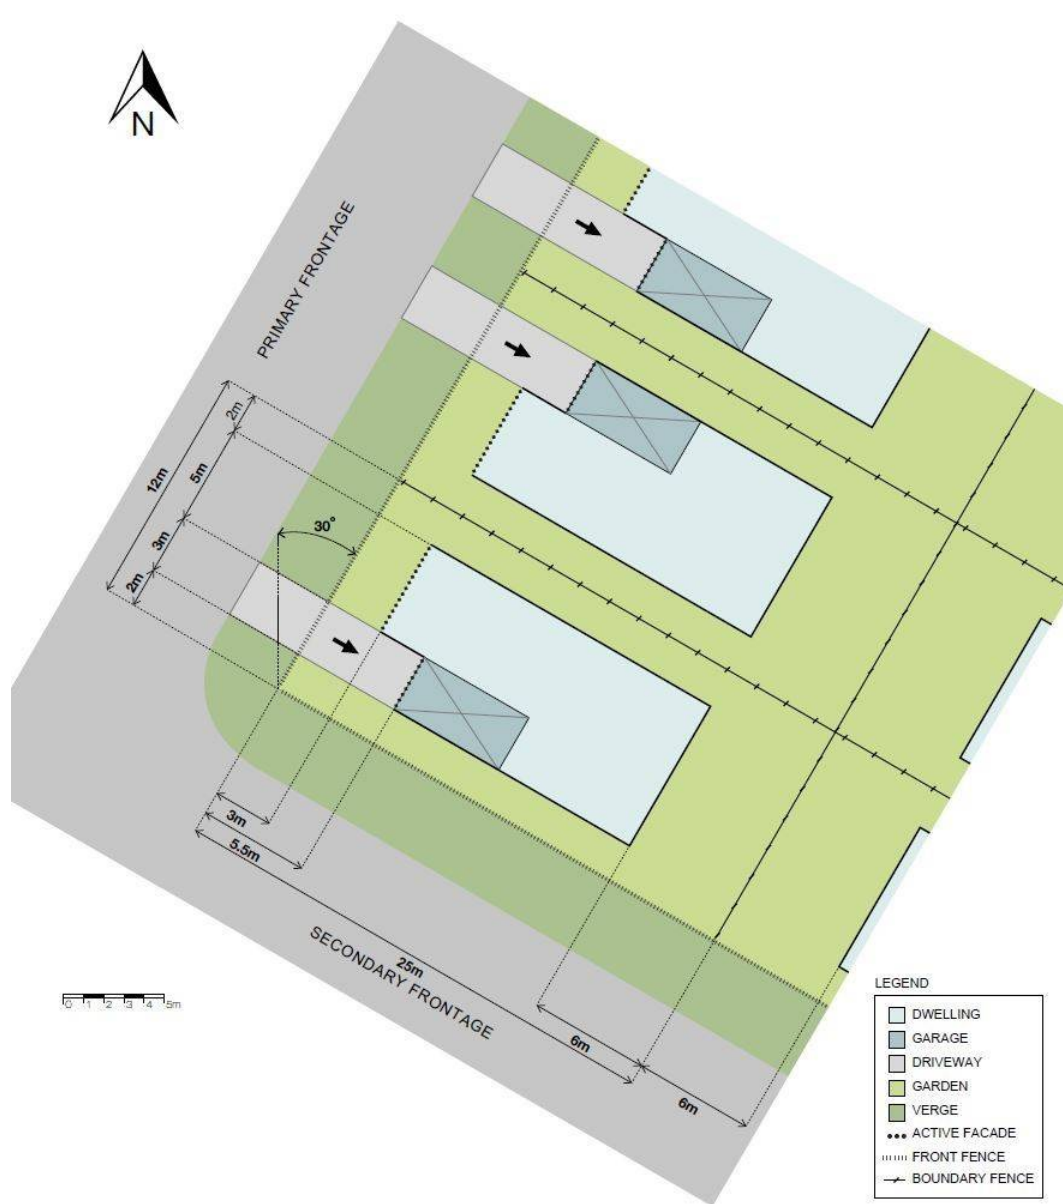 N
PRIMARY FRONTAGE
2m
12m
5m
3m
2m
30°
3m
5.5m
25m
SECONDARY FRONTAGE
6m
6m
0 1 2 3 4 5m
LEGEND
DWELLING
GARAGE
DRIVEWAY
GARDEN
VERGE
ACTIVE FACADE
FRONT FENCE
BOUNDARY FENCE